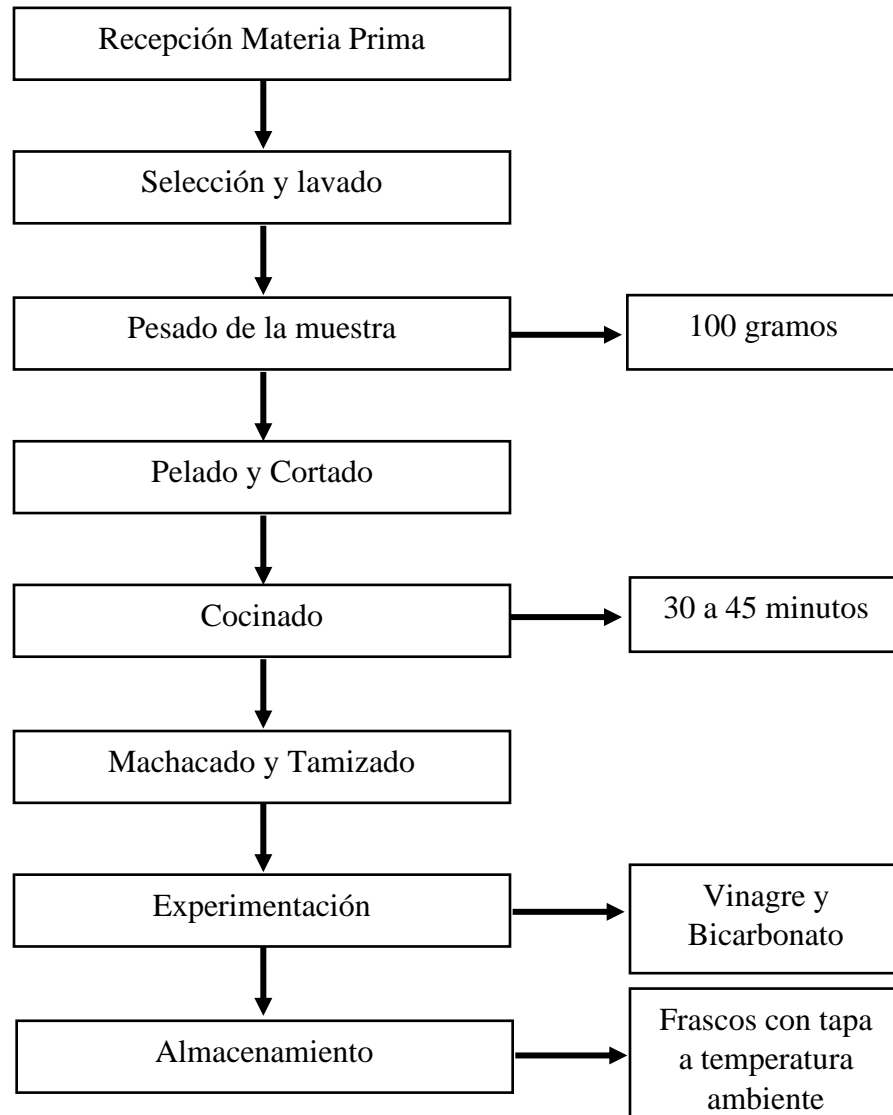 Recepción Materia Prima
Selección y lavado
Pesado de la muestra
100 gramos
Pelado y Cortado
Cocinado
30 a 45 minutos
Machacado y Tamizado
Experimentación
Vinagre y
Bicarbonato
Almacenamiento
Frascos con tapa
a temperatura
ambiente